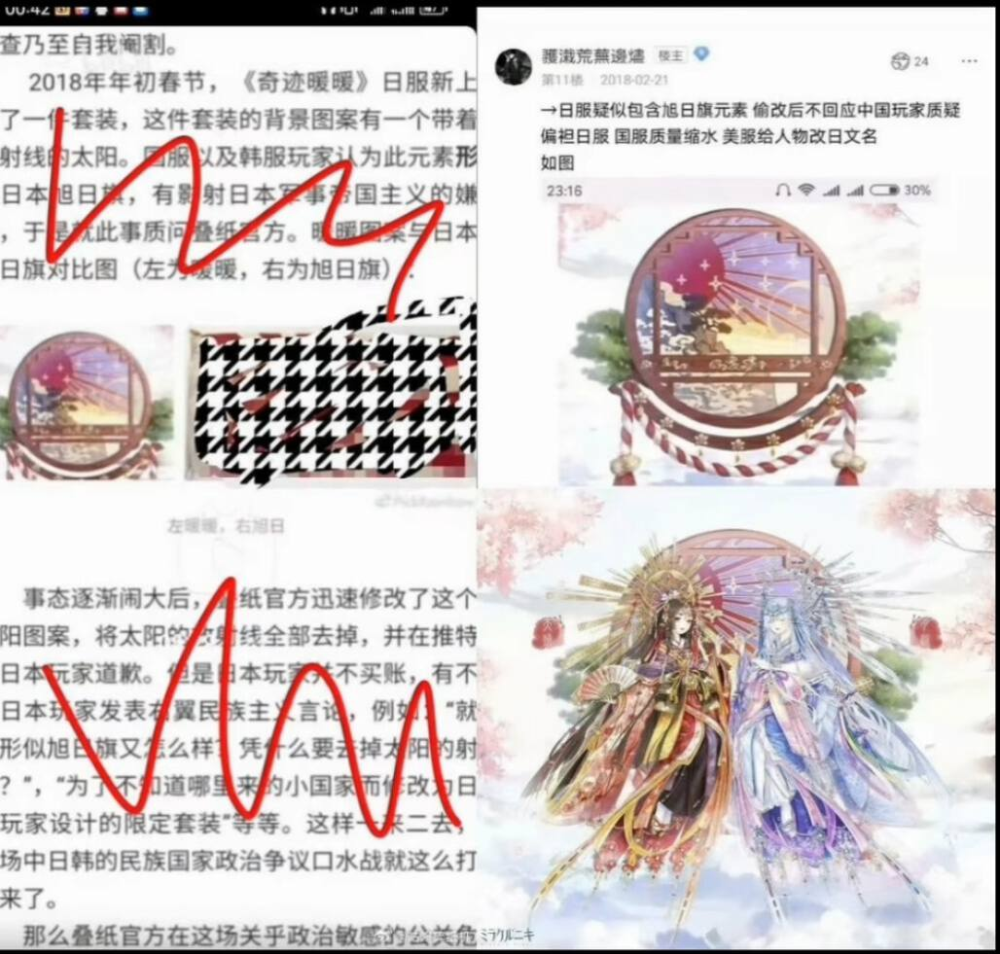 00:42
查乃至自我阉割。
2018年年初春节，《奇迹暖暖》日服新上
了一件套装，这件套装的背景图案有一个带着
射线的太阳。国服以及韩服玩家认为此元素形
日本旭日旗，有影射日本军事帝国主义的嫌
，于是就此事质问叠纸官方。暖暖图案与日本
日旗对比图（左为暖暖，右为旭日旗）：
左暖暖，右旭日
事态逐渐闹大后，叠纸官方迅速修改了这个
阳图案，将太阳的放射线全部去掉，并在推特
日本玩家道歉。但是日本玩家并不买账，有不
日本玩家发表右翼民族主义言论，例如：“就
形似旭日旗又怎么样？凭什么要去掉太阳的射
？”，“为了不知道哪里来的小国家而修改为日
玩家设计的限定套装”等等。这样一来二去，
场中日韩的民族国家政治争议口水战就这么打
来了。
那么叠纸官方在这场关乎政治敏感的公关危
楼主
24
第11楼 2018-02-21
→日服疑似包含旭日旗元素 偷改后不回应中国玩家质疑
偏袒日服 国服质量缩水 美服给人物改日文名
如图
23:16
30%